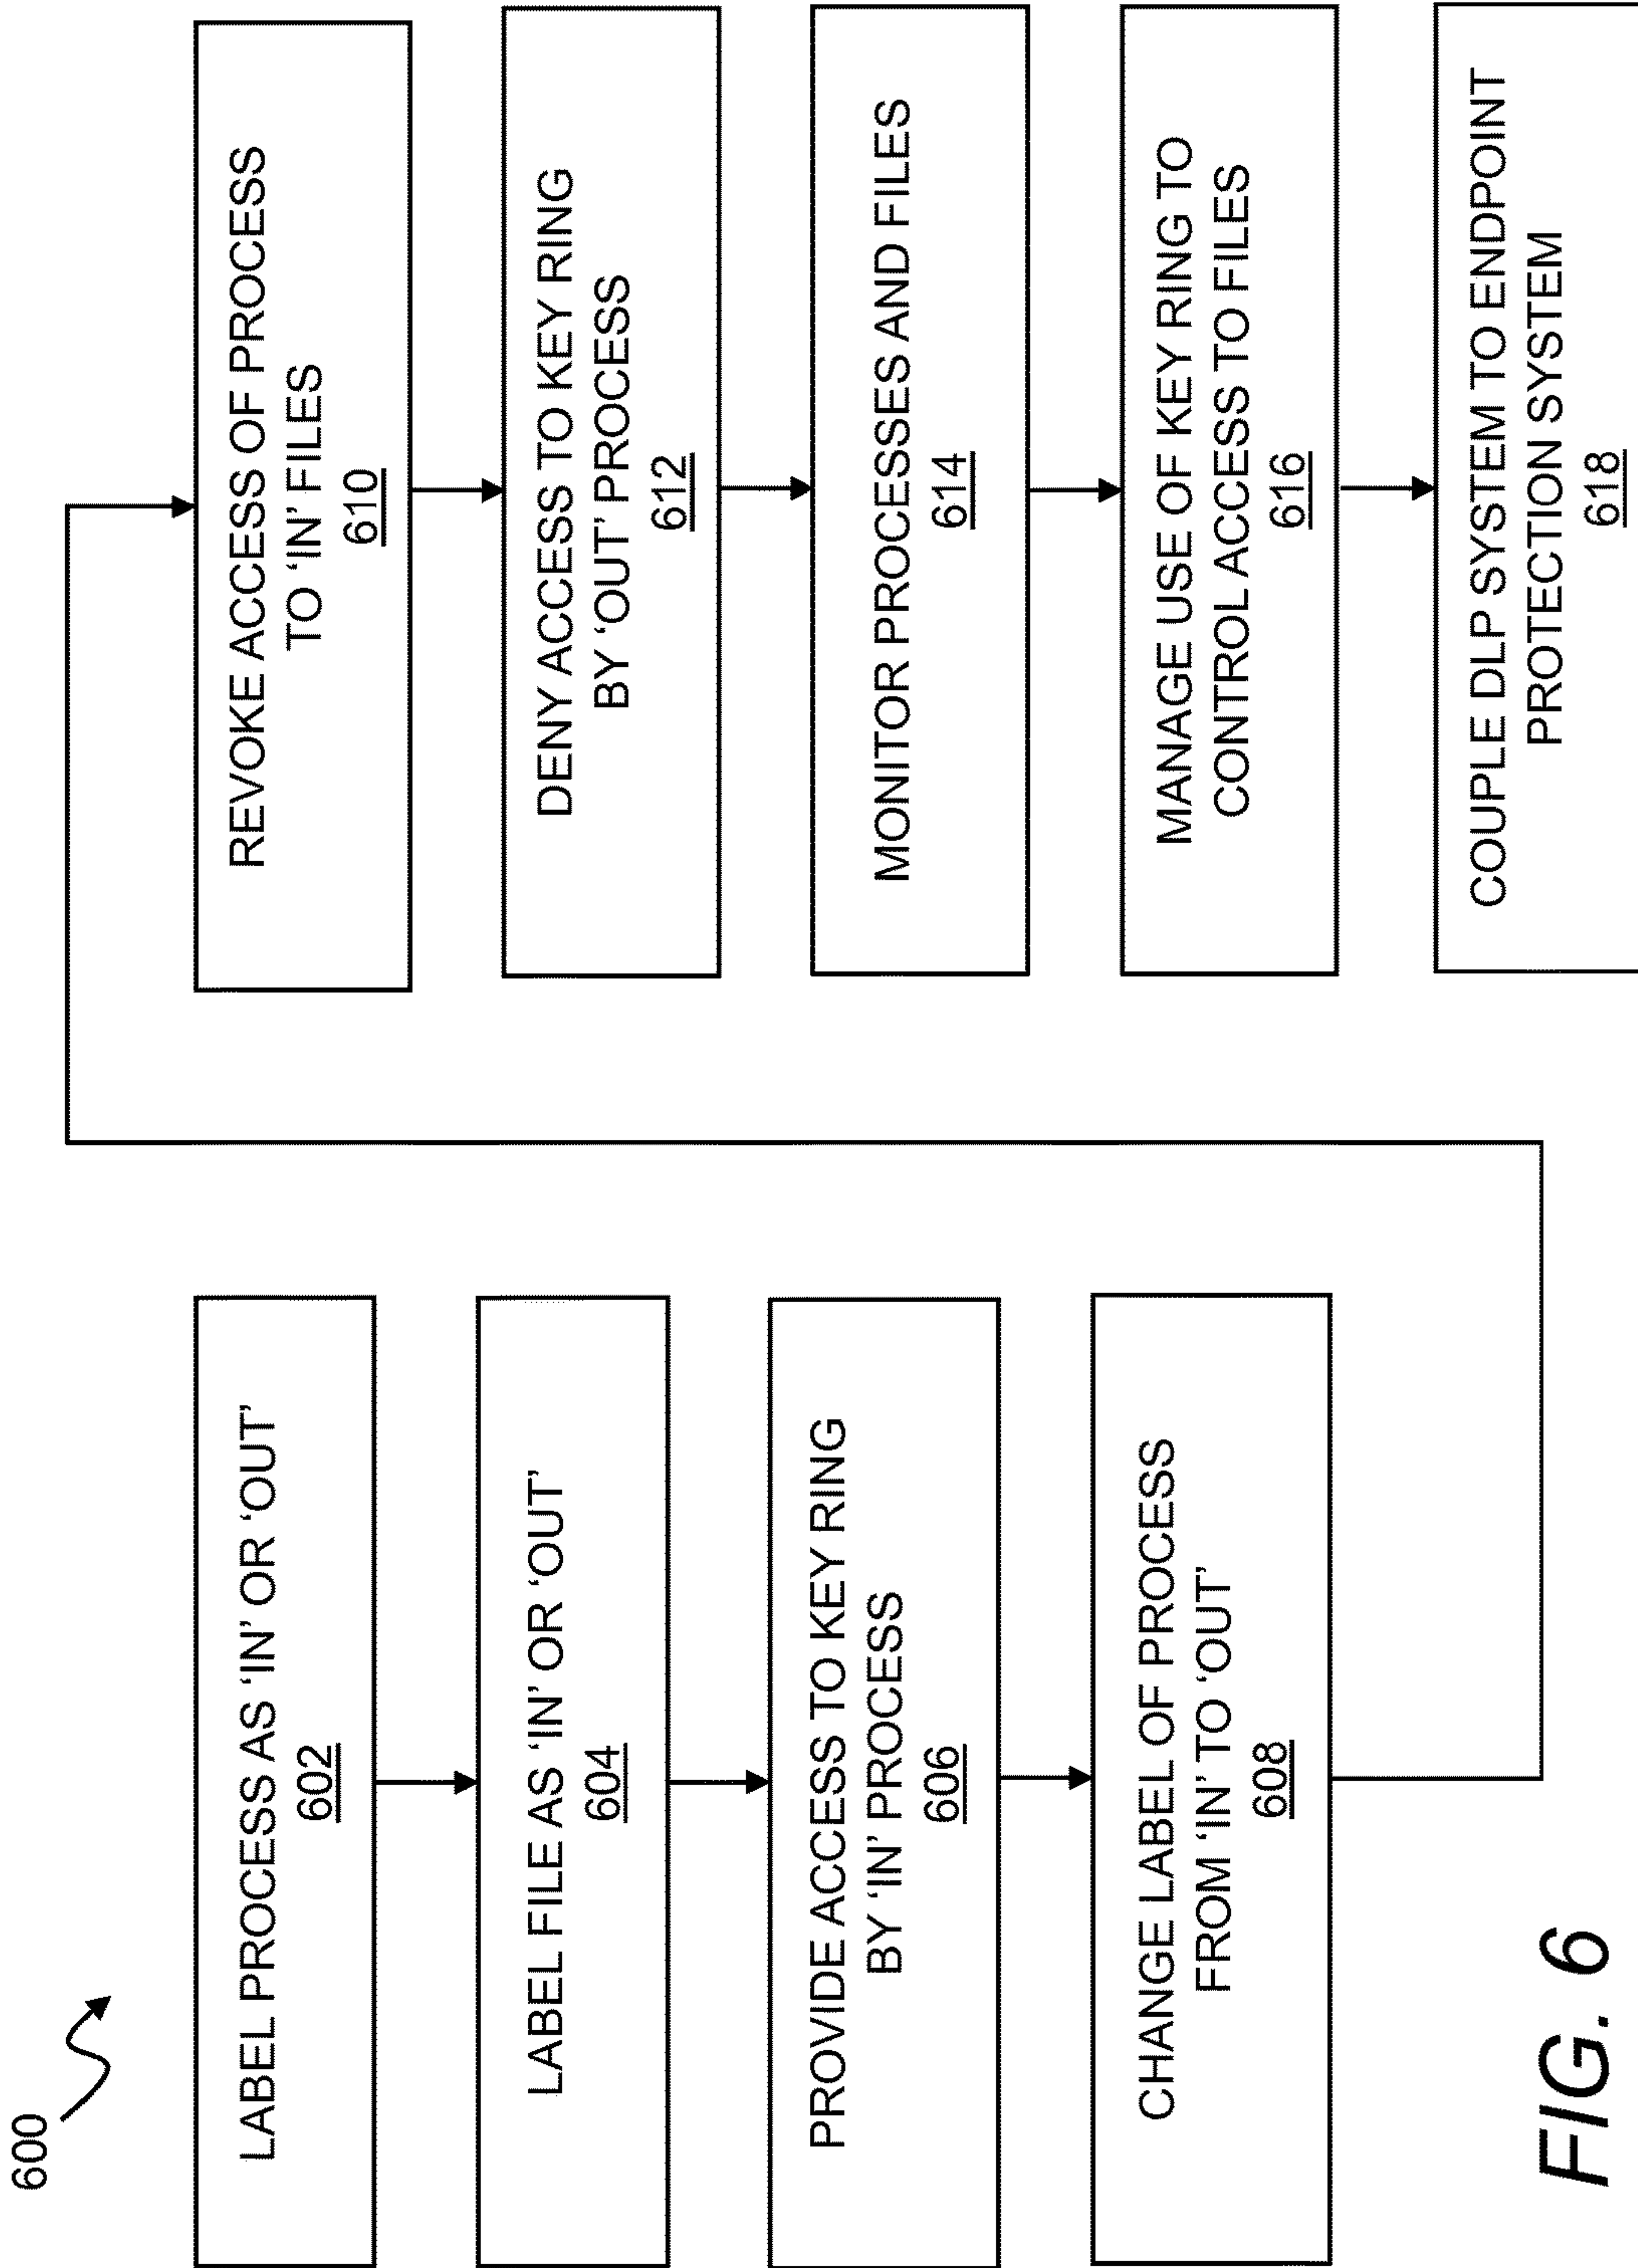 600
LABEL PROCESS AS ‘IN’ OR ‘OUT’
602
LABEL FILE AS ‘IN’ OR ‘OUT’
604
PROVIDE ACCESS TO KEY RING
BY ‘IN’ PROCESS
606
CHANGE LABEL OF PROCESS
FROM ‘IN’ TO ‘OUT’
608
REVOKE ACCESS OF PROCESS
TO ‘IN’ FILES
610
DENY ACCESS TO KEY RING
BY ‘OUT’ PROCESS
612
MONITOR PROCESSES AND FILES
614
MANAGE USE OF KEY RING TO
CONTROL ACCESS TO FILES
616
COUPLE DLP SYSTEM TO ENDPOINT
PROTECTION SYSTEM
618
FIG. 6